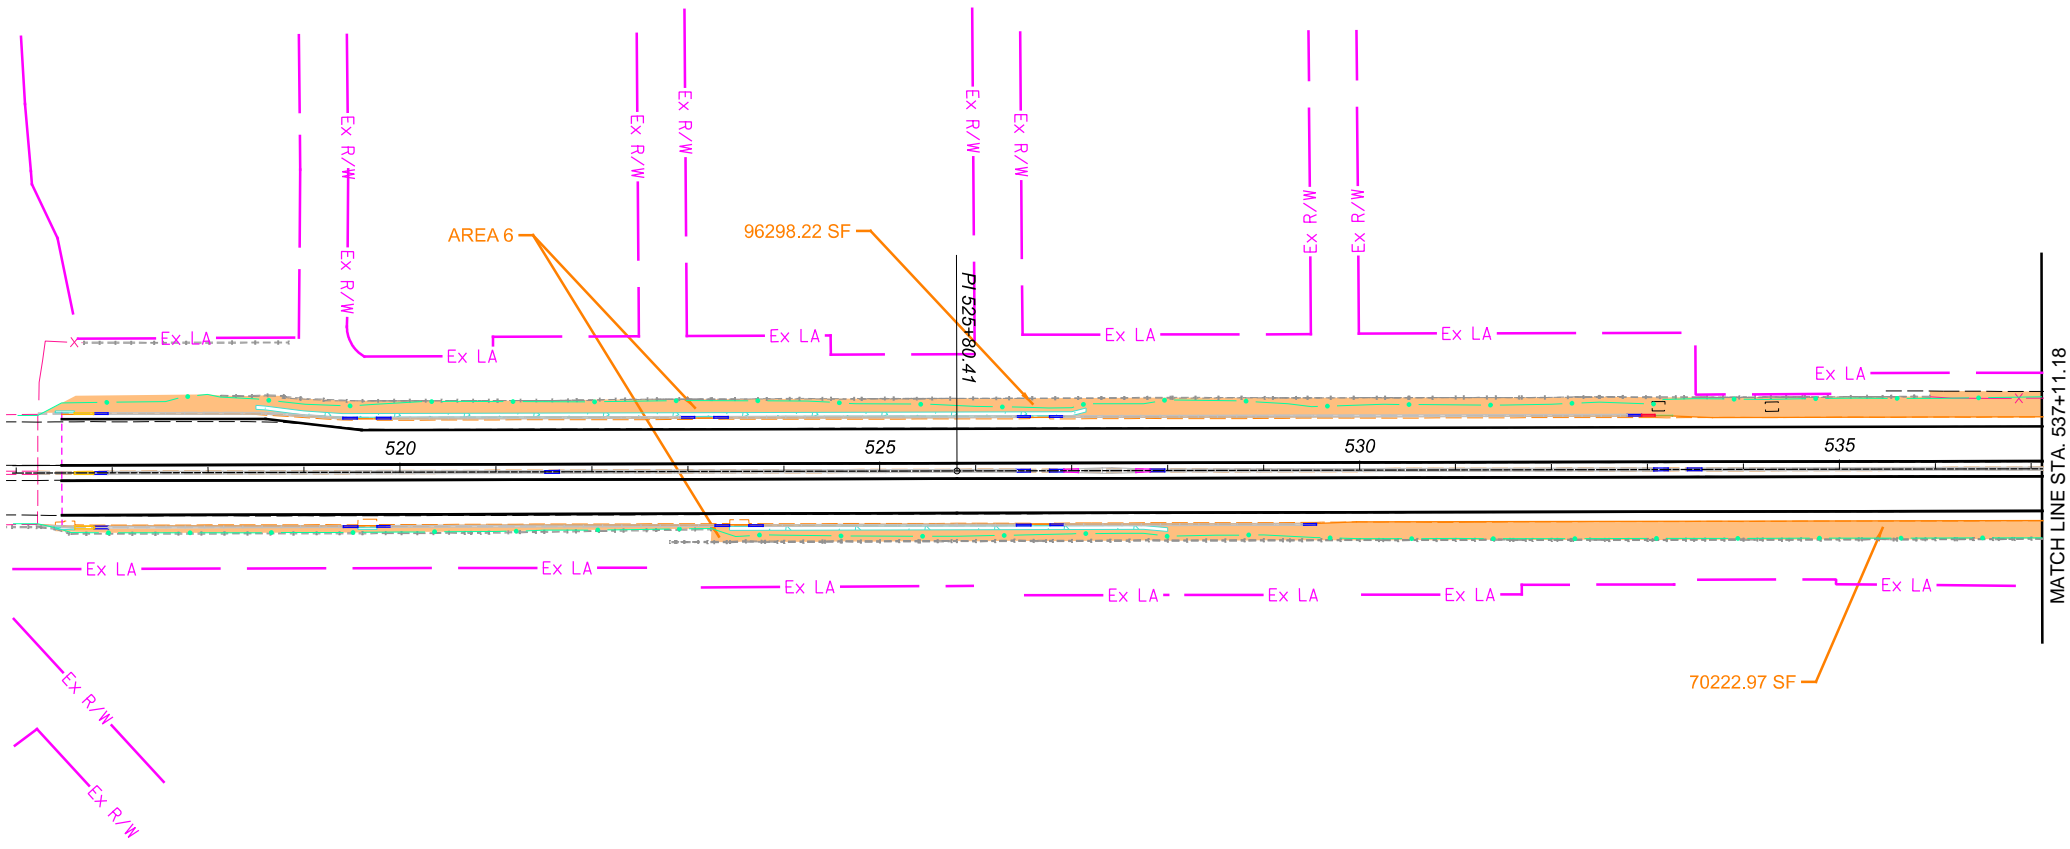 Ex R/W
Ex R/W
Ex R/W
Ex R/W
Ex R/W
Ex R/W
Ex R/W
Ex R/W
Ex R/W
AREA 6
96298.22 SF
PI 525+80.41
Ex LA
Ex LA
Ex LA
Ex LA
Ex LA
Ex LA
MATCH LINE STA. 537+11.18
520
525
530
535
Ex LA
Ex LA
Ex LA
Ex LA
Ex LA
Ex LA
Ex LA
70222.97 SF
Ex R/W
Ex R/W